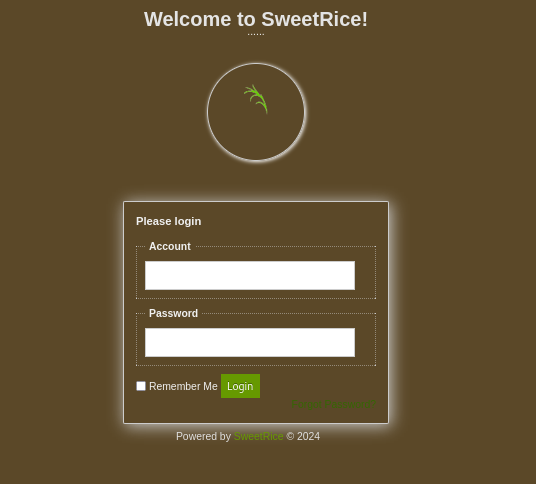 Welcome to SweetRice!
......
Please login
Account
Password
Remember Me Login
Powered by SweetRice © 2024